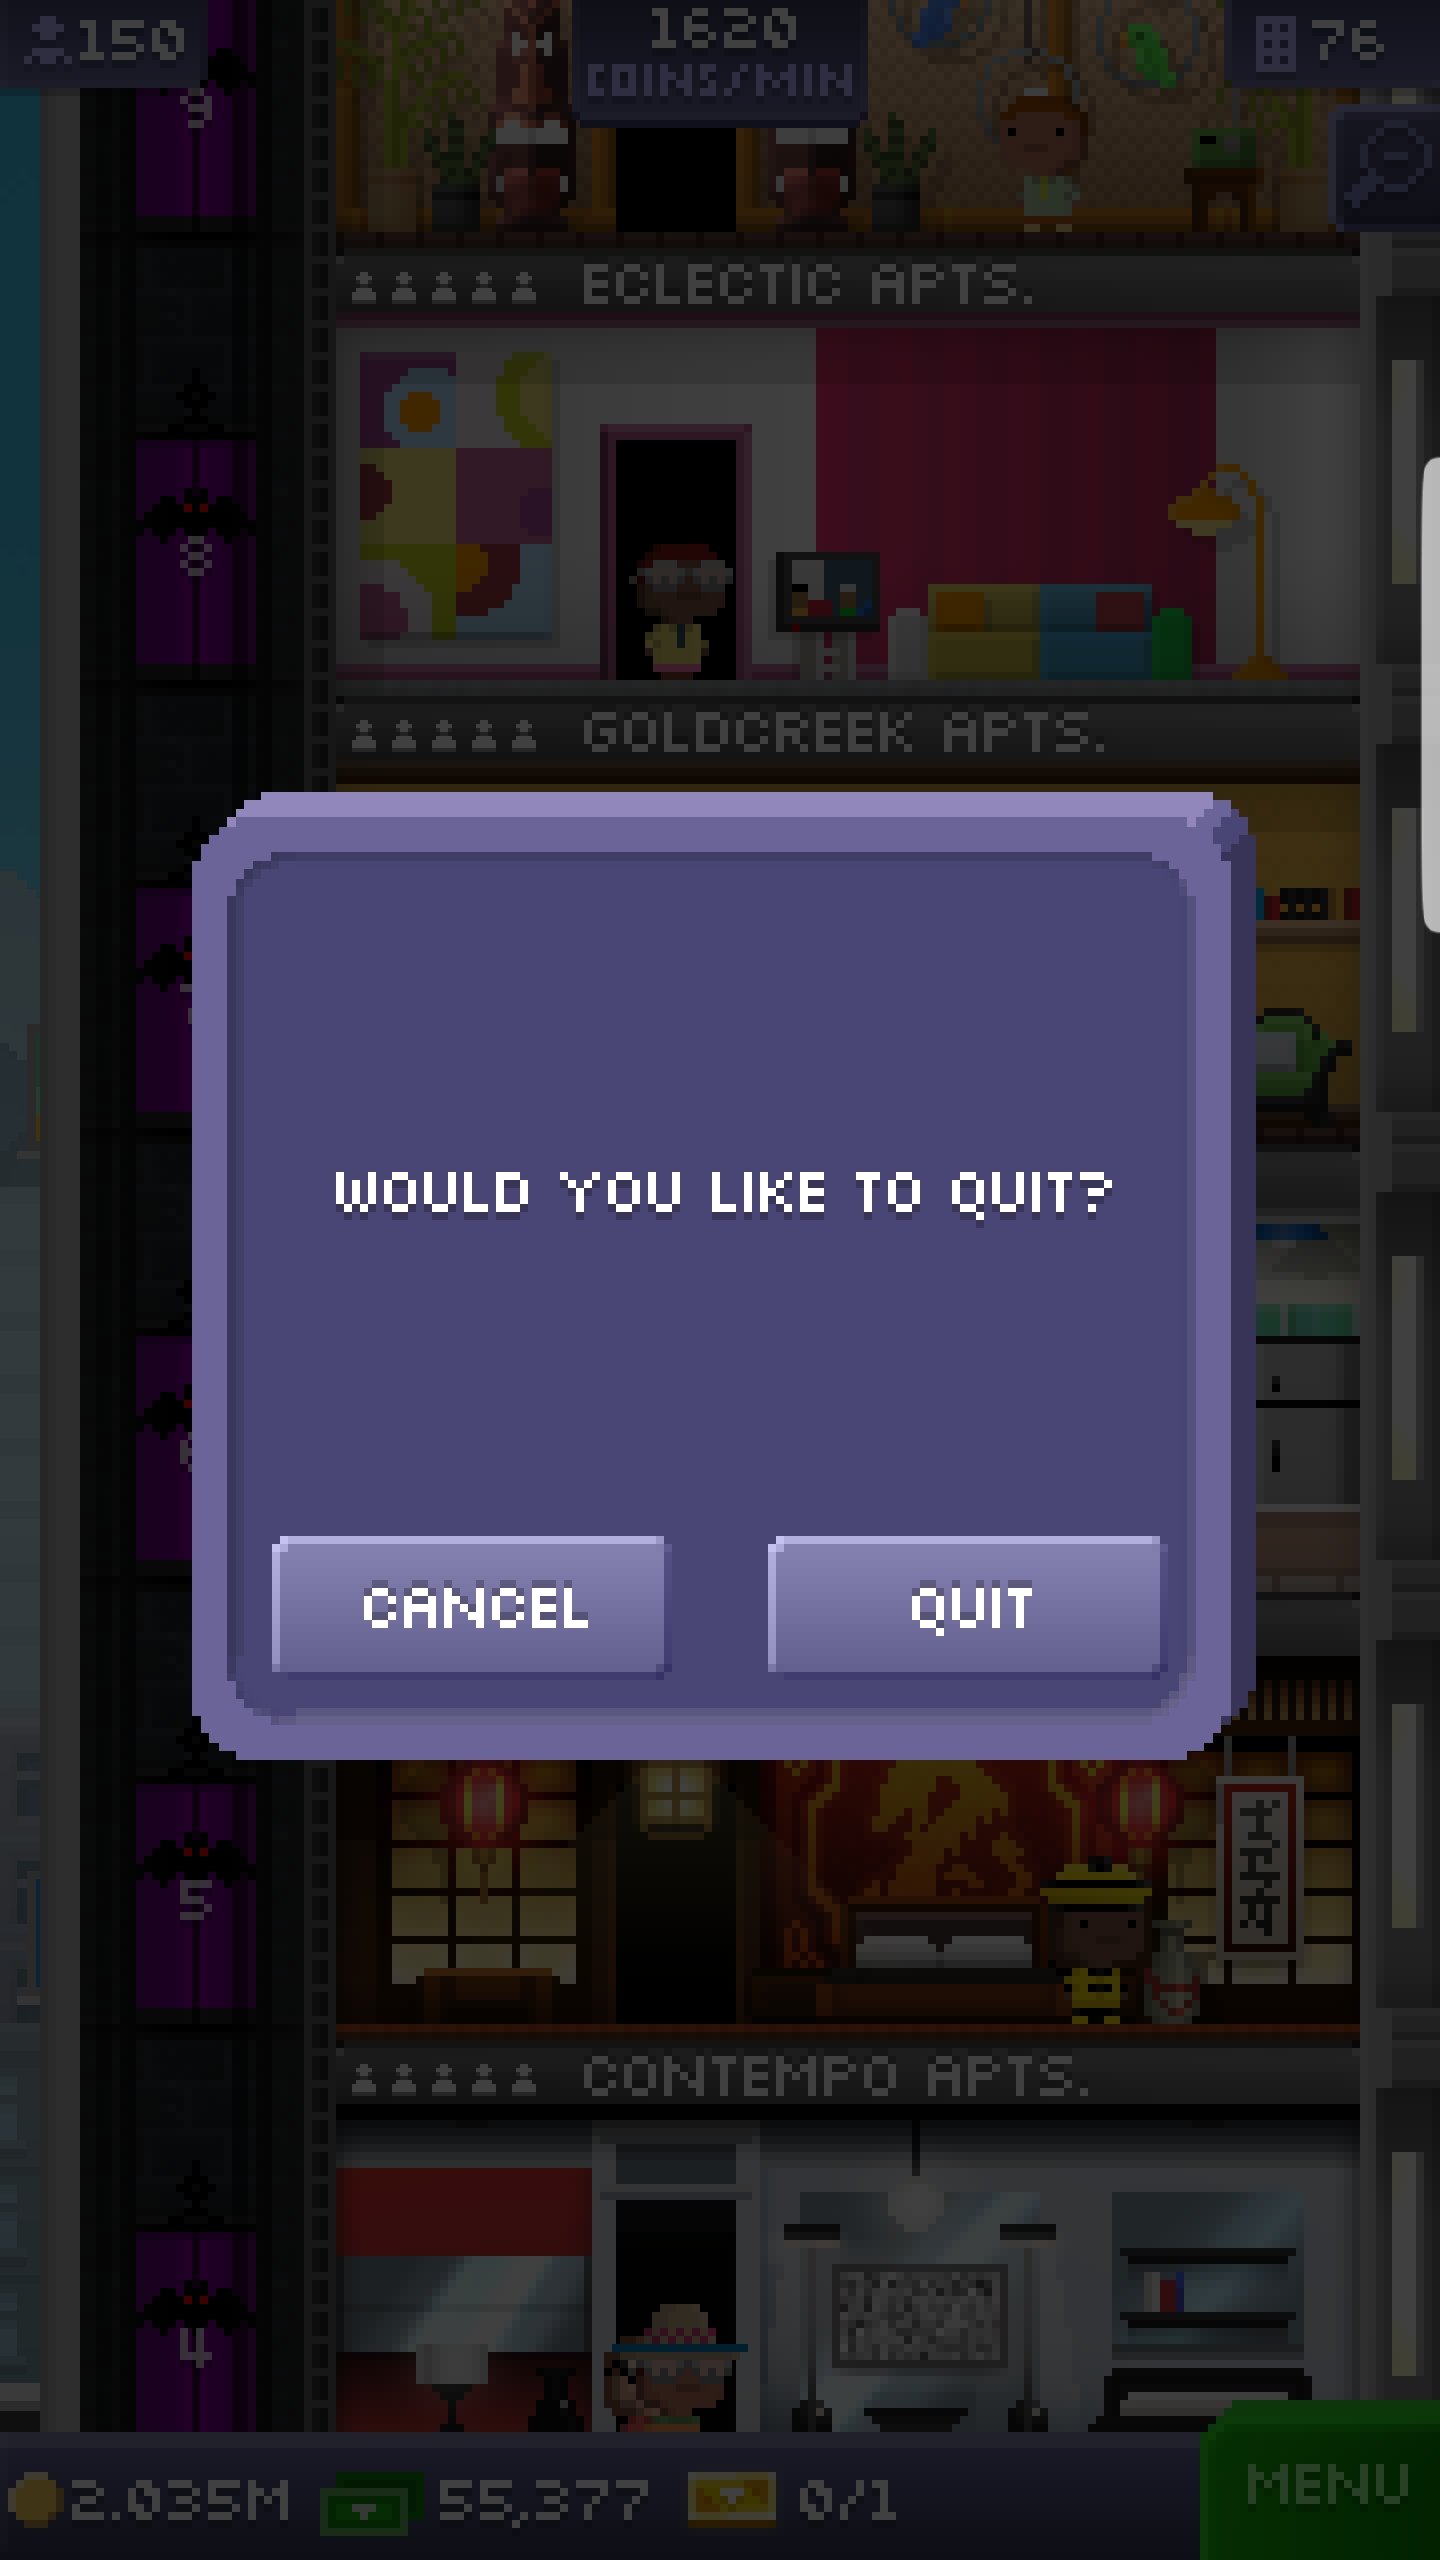 150
1620
COINS/MIN
76
9
ECLECTIC APTS.
8
GOLDCREEK APTS.
WOULD YOU LIKE TO QUIT?
CANCEL
QUIT
5
CONTEMPO APTS.
4
2.035M
55,377
0/1
MENU